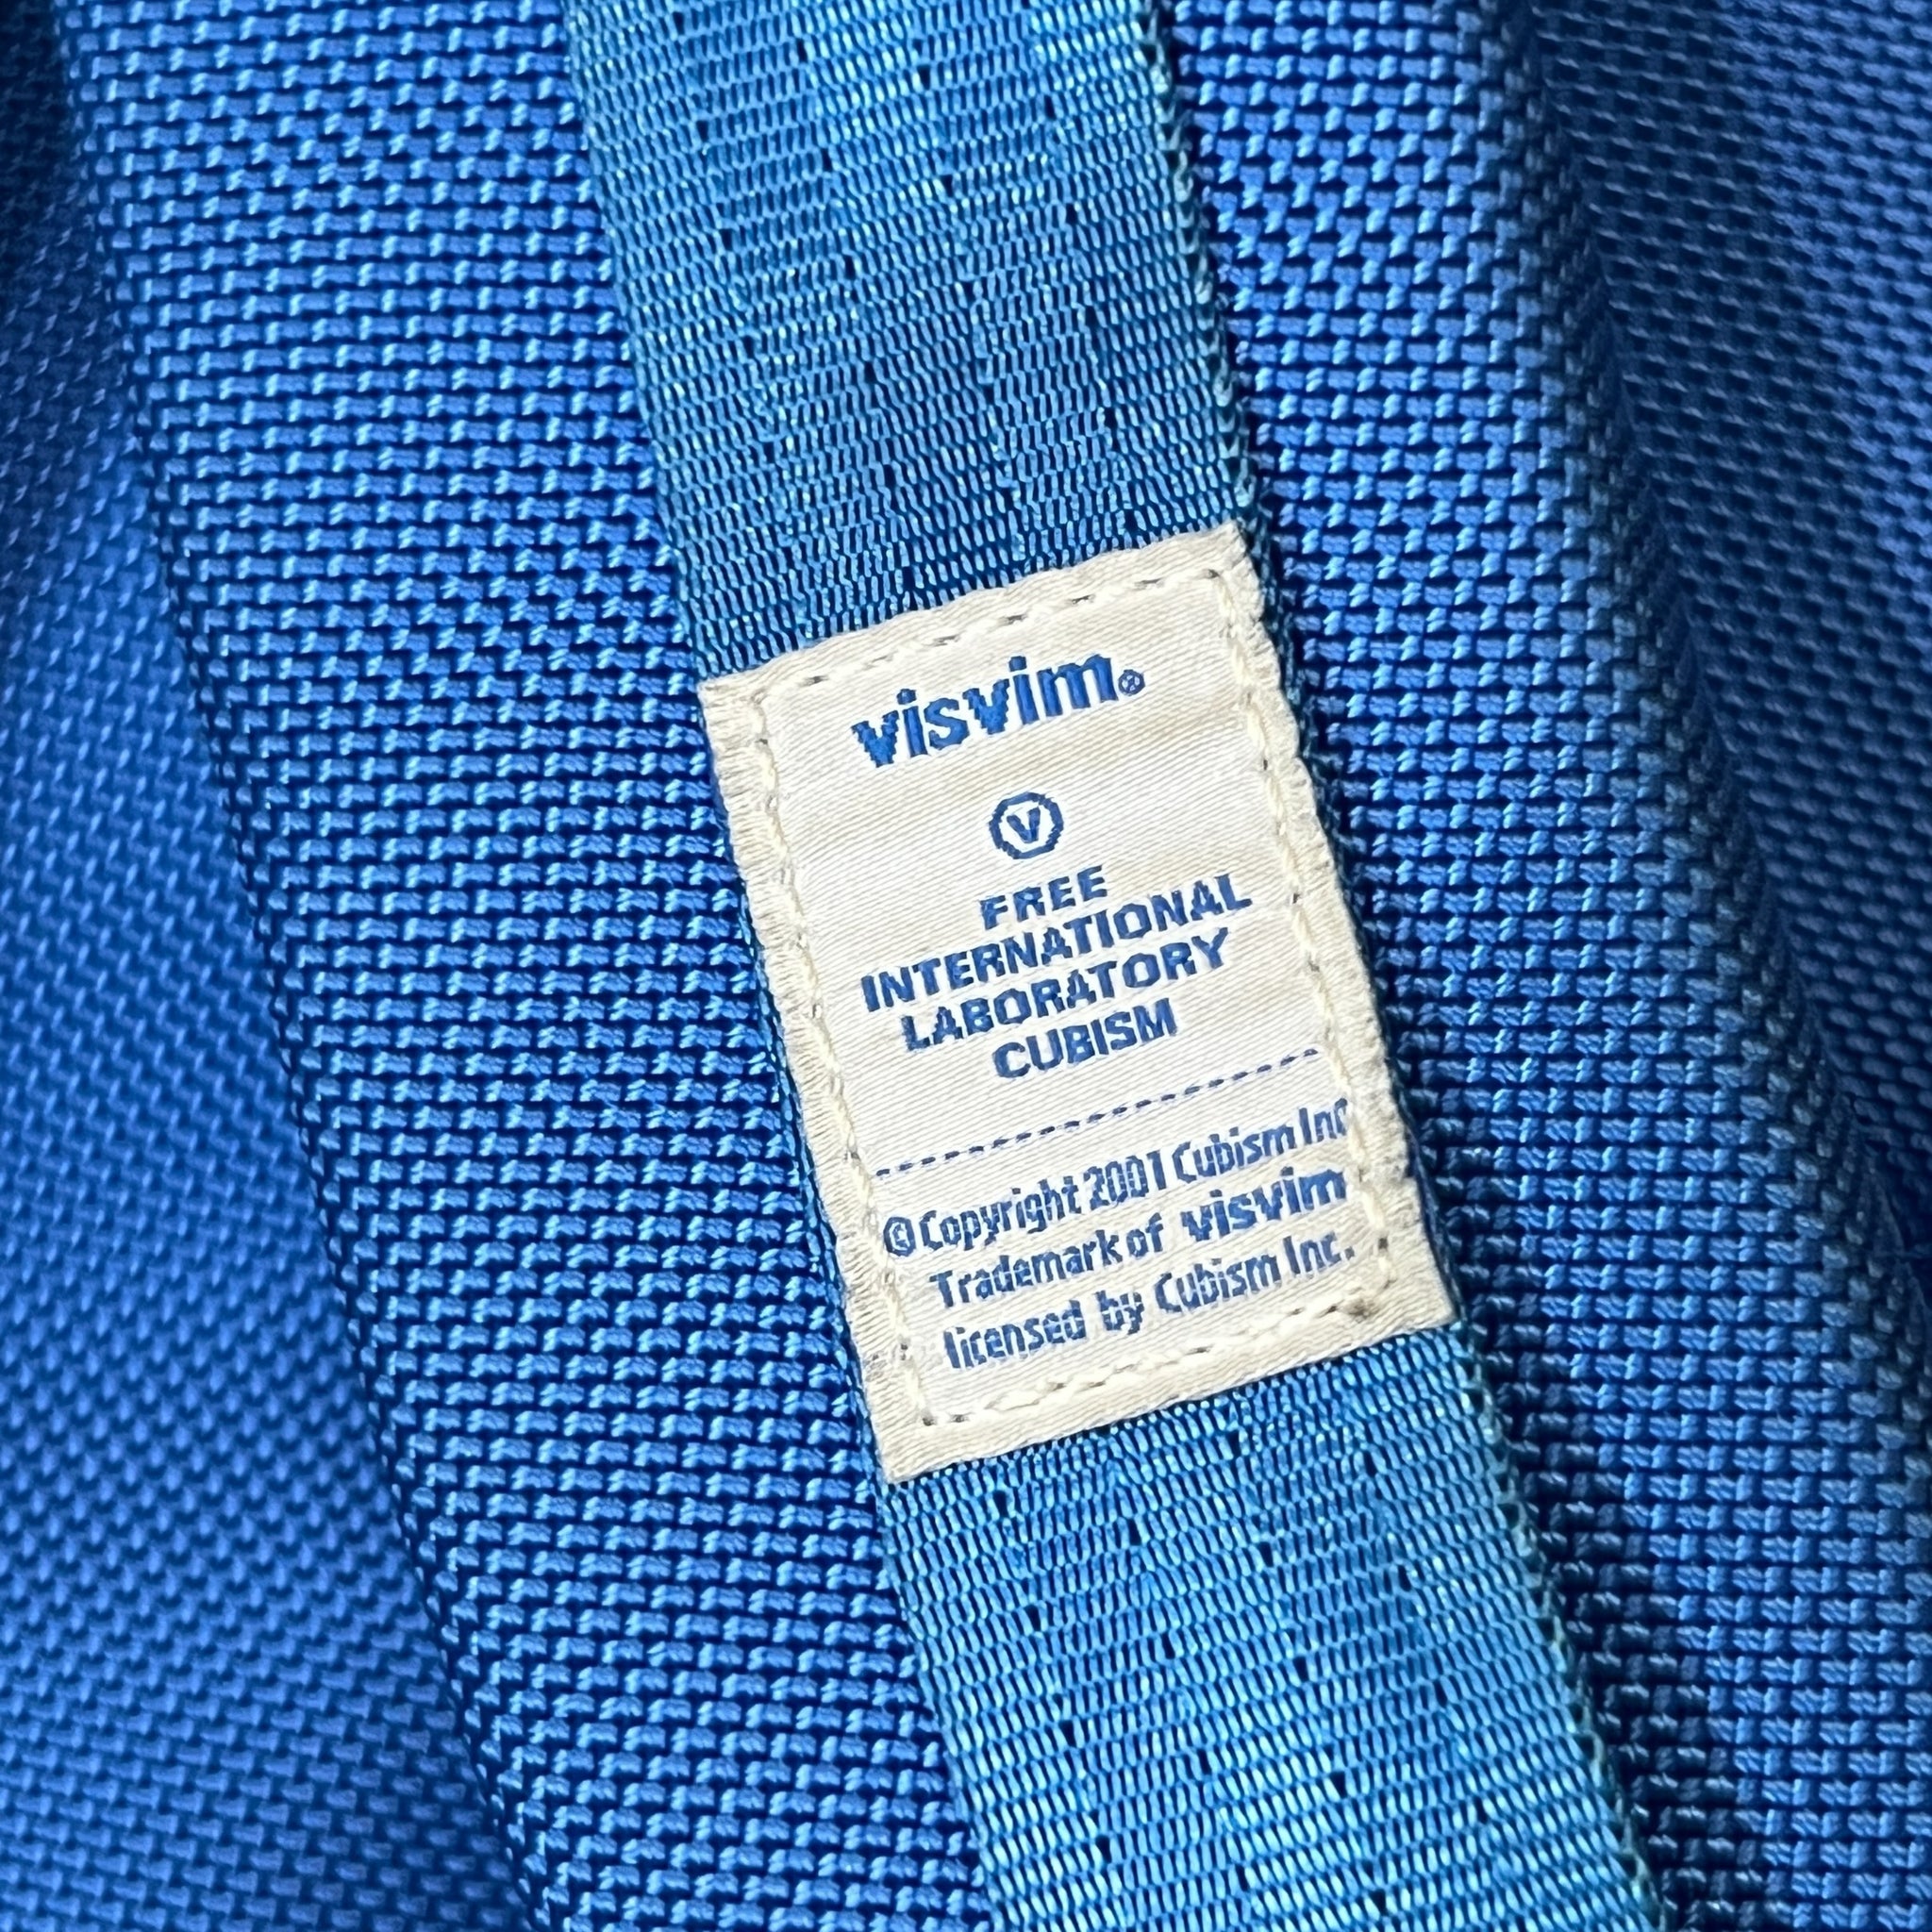 visvim®
V
FREE
INTERNATIONAL
LABORATORY
CUBISM
©Copyright 2001 Cubism Inc
Trademark of visvim
licensed by Cubism Inc.